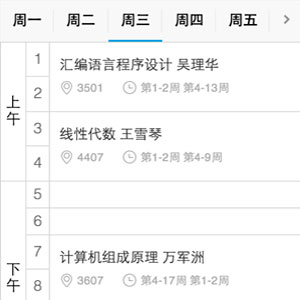 周一 周二 周三 周四 周五 >
上午
1
汇编语言程序设计 吴理华
2
3501 第1-2周 第4-13周
3
线性代数 王雪琴
4
4407 第1-2周 第4-9周
下午
5
6
7
计算机组成原理 万军洲
8
3607 第4-17周 第1-2周